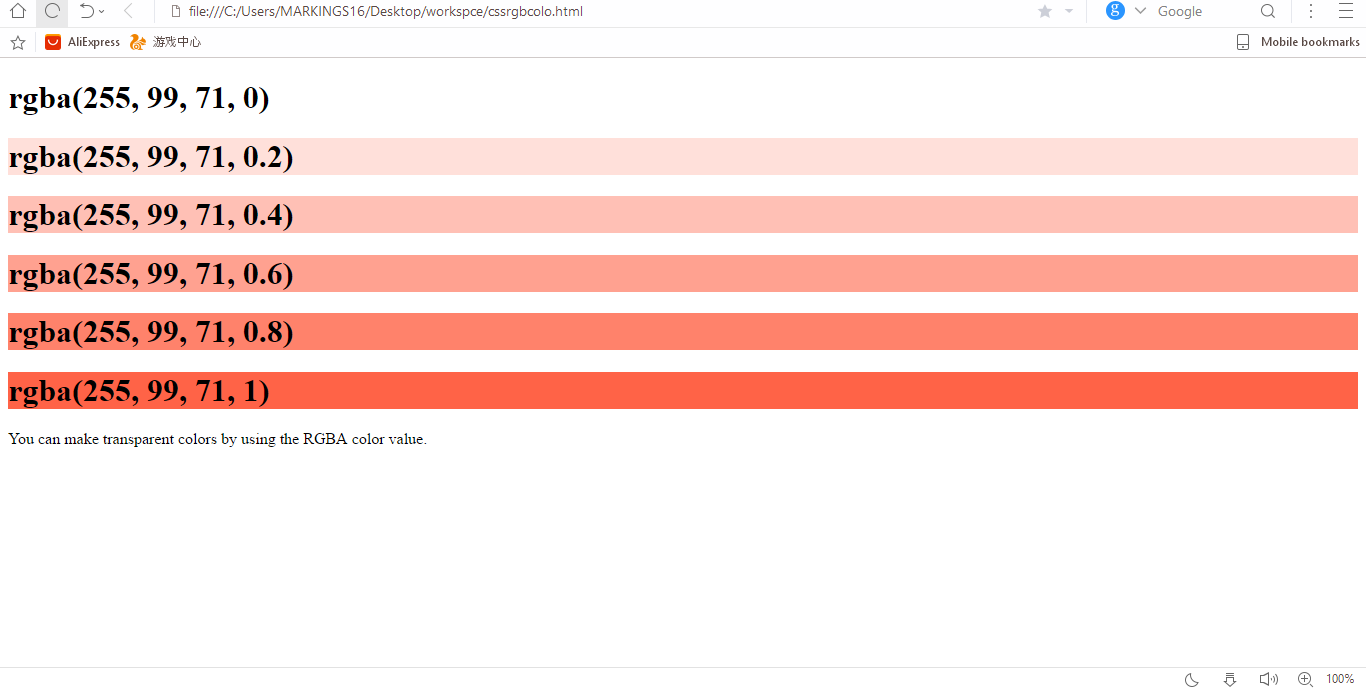 file:///C:/Users/MARKINGS16/Desktop/workspce/cssrgbcolo.html
Google
AliExpress
游戏中心
Mobile bookmarks
rgba(255, 99, 71, 0)
rgba(255, 99, 71, 0.2)
rgba(255, 99, 71, 0.4)
rgba(255, 99, 71, 0.6)
rgba(255, 99, 71, 0.8)
rgba(255, 99, 71, 1)
You can make transparent colors by using the RGBA color value.
100%